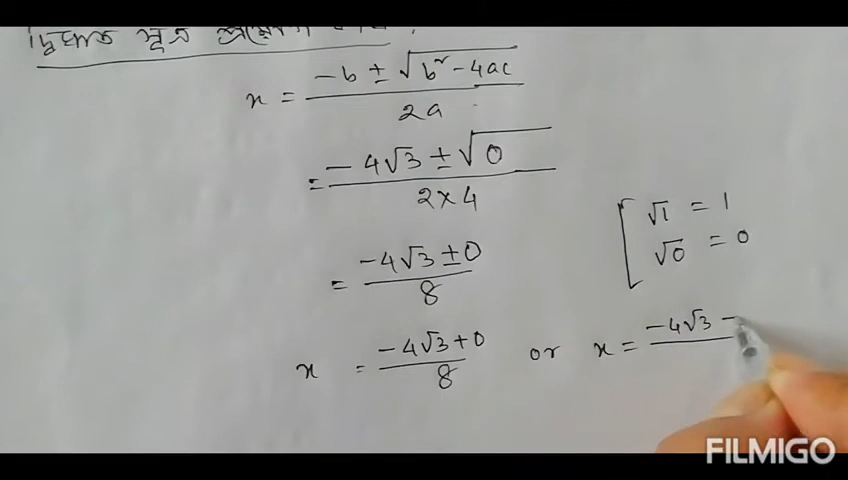 দ্বিঘাত সূত্ৰ
x = (-b ± √(b² - 4ac)) / 2a
= (-4√3 ± √0) / (2×4)
[ √1 = 1
√0 = 0
= (-4√3 ± 0) / 8
x = (-4√3 + 0) / 8 or x = (-4√3 -
FILMIGO